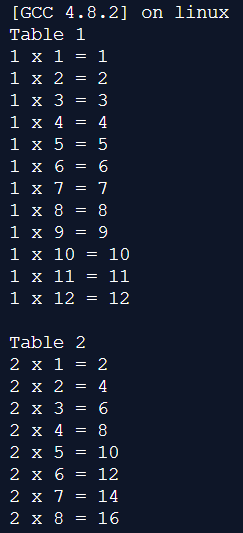 [GCC 4.8.2] on linux
Table 1
1 x 1 = 1
1 x 2 = 2
1 x 3 = 3
1 x 4 = 4
1 x 5 = 5
1 x 6 = 6
1 x 7 = 7
1 x 8 = 8
1 x 9 = 9
1 x 10 = 10
1 x 11 = 11
1 x 12 = 12
Table 2
2 x 1 = 2
2 x 2 = 4
2 x 3 = 6
2 x 4 = 8
2 x 5 = 10
2 x 6 = 12
2 x 7 = 14
2 x 8 = 16